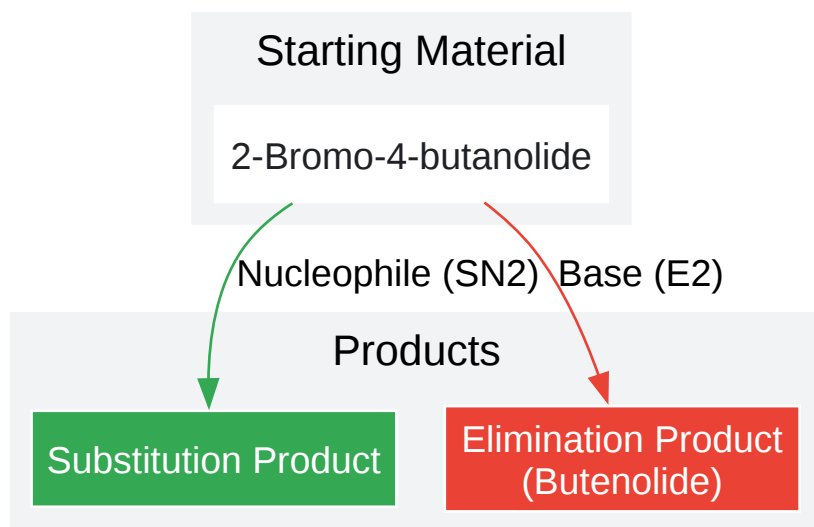 Starting Material
2-Bromo-4-butanolide
Nucleophile (SN2)
Base (E2)
Products
Substitution Product
Elimination Product
(Butenolide)